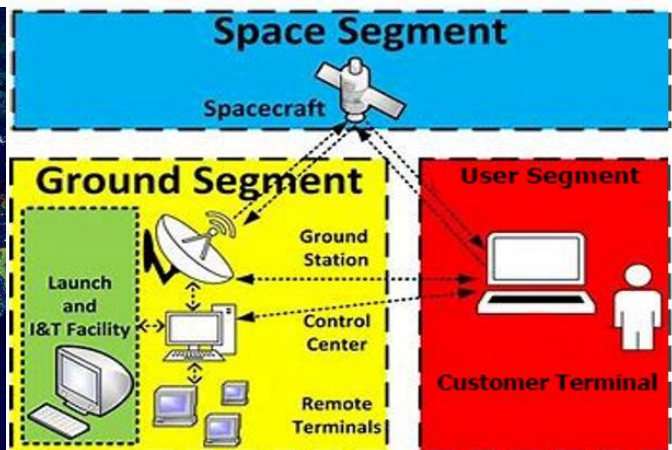 Space Segment
Spacecraft
Ground Segment
Ground
Station
Launch
and
I&T Facility
Control
Center
Remote
Terminals
User Segment
Customer Terminal